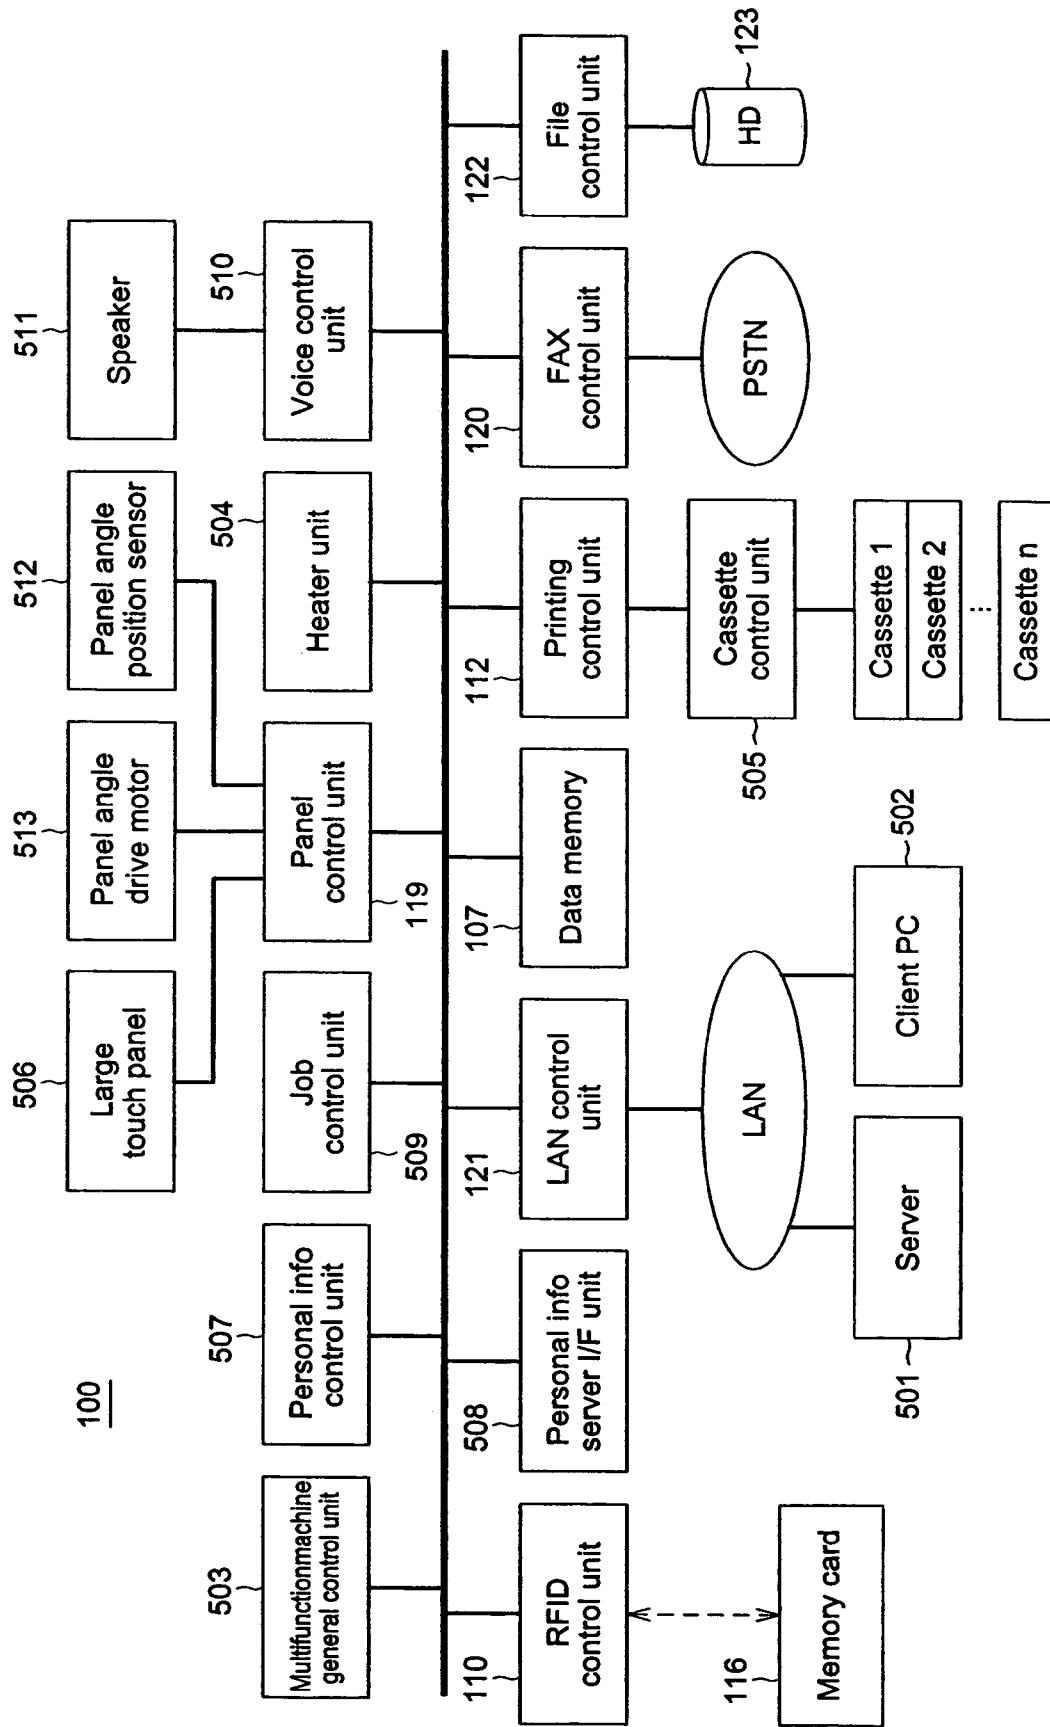 100
506
Large
touch panel
513
Panel angle
drive motor
512
Panel angle
position sensor
511
Speaker
503
Multifunctionmachine
general control unit
507
Personal info
control unit
Job
control unit
509
Panel
control unit
119
504
Heater unit
510
Voice control
unit
110
RFID
control unit
508
Personal info
server I/F unit
121
LAN control
unit
107
Data memory
112
Printing
control unit
120
FAX
control unit
122
File
control unit
116
Memory card
LAN
501
Server
502
Client PC
505
Cassette
control unit
Cassette 1
Cassette 2
...
Cassette n
PSTN
HD
123